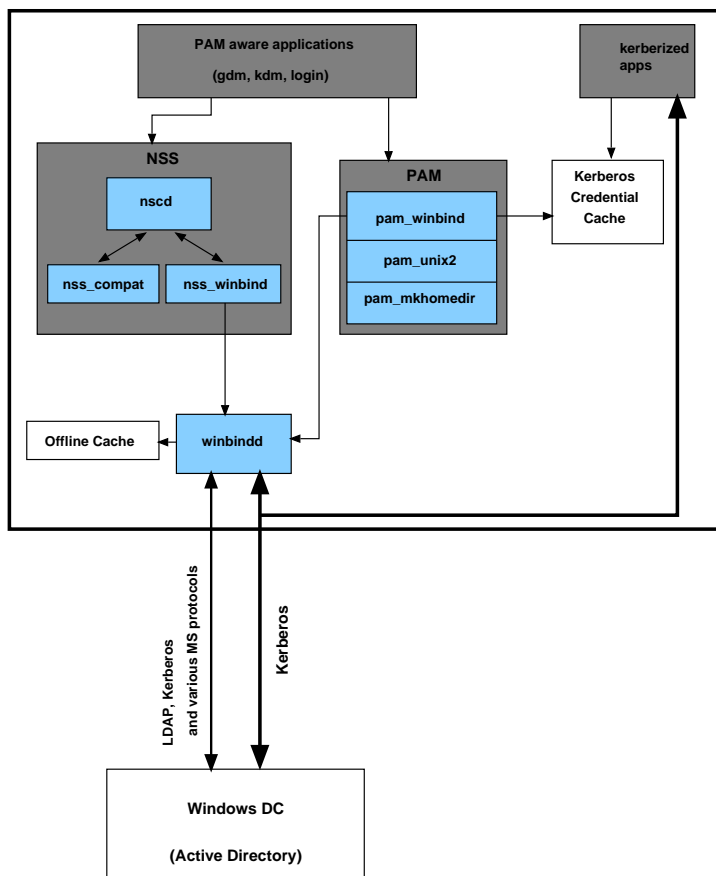 PAM aware applications
(gdm, kdm, login)
kerberized
apps
NSS
nscd
nss_compat
nss_winbind
PAM
pam_winbind
pam_unix2
pam_mkhomedir
Kerberos
Credential
Cache
Offline Cache
winbindd
LDAP, Kerberos
and various MS protocols
Kerberos
Windows DC
(Active Directory)